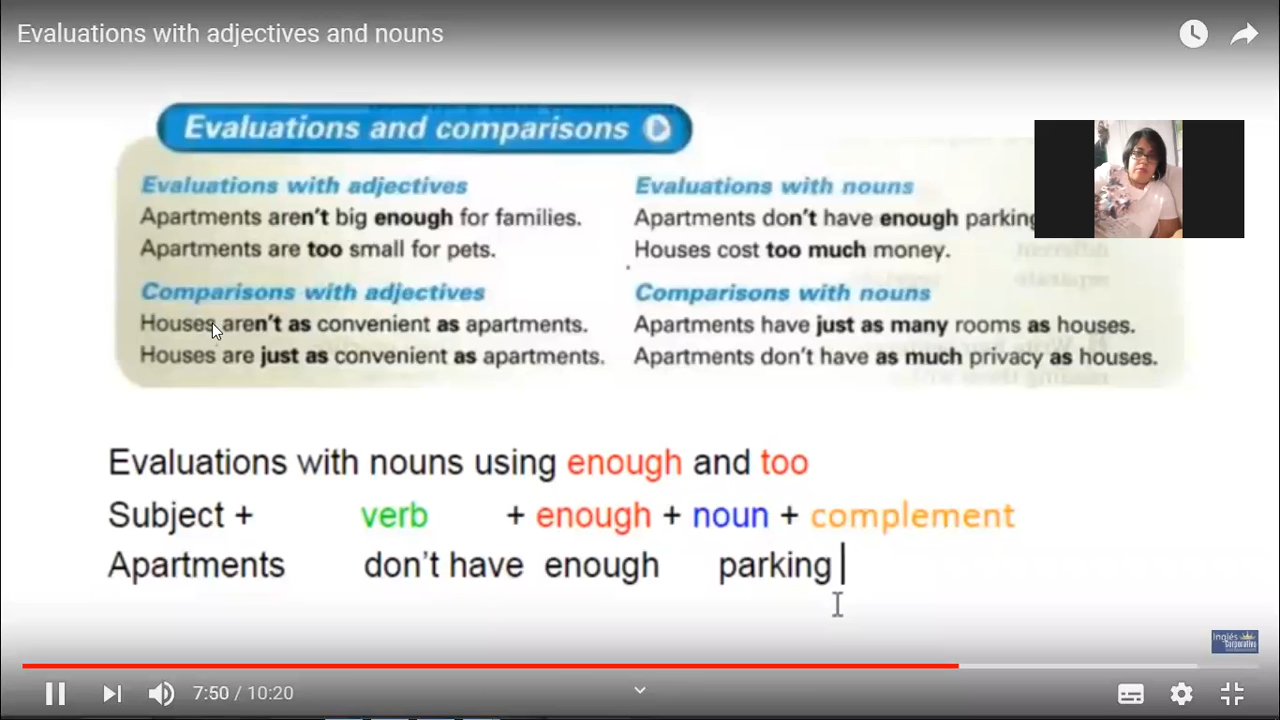 Evaluations with adjectives and nouns
Evaluations and comparisons
Evaluations with adjectives
Apartments aren't big enough for families.
Apartments are too small for pets.
Comparisons with adjectives
Houses aren't as convenient as apartments.
Houses are just as convenient as apartments.
Evaluations with nouns
Apartments don't have enough parking
Houses cost too much money.
Comparisons with nouns
Apartments have just as many rooms as houses.
Apartments don't have as much privacy as houses.
Evaluations with nouns using enough and too
Subject + verb + enough + noun + complement
Apartments don't have enough parking
Inglés Corporativo
7:50 / 10:20